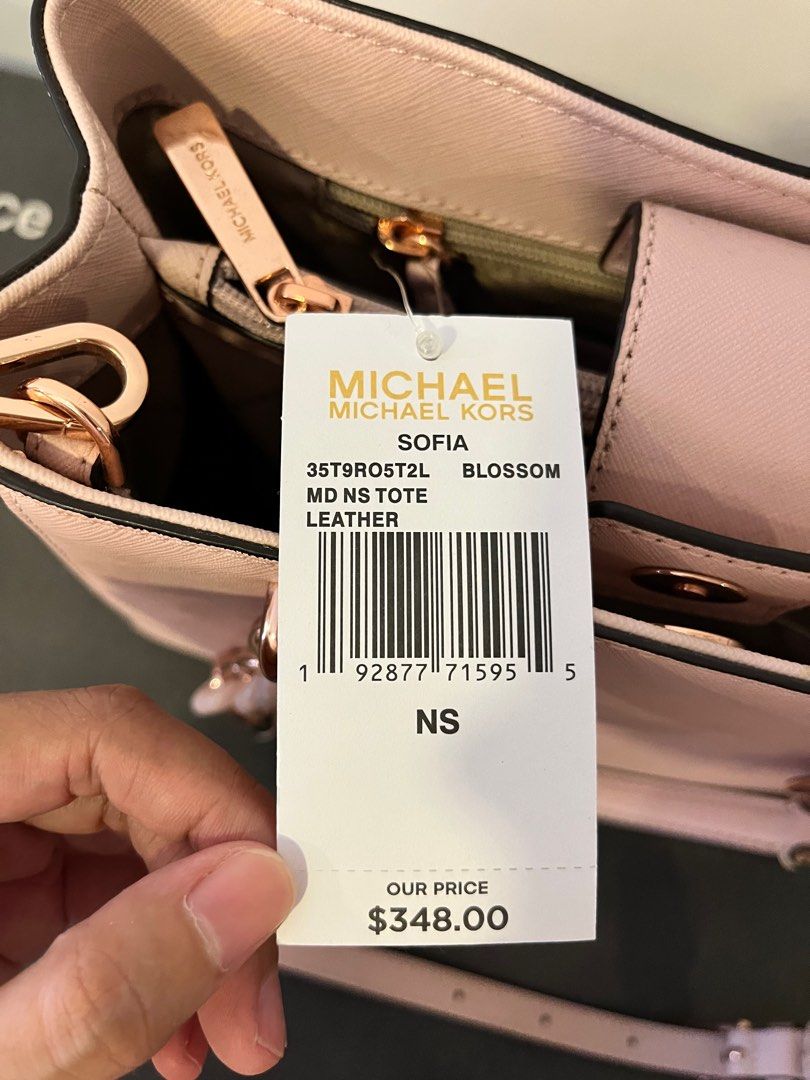 ce
MICHAEL KORS
MICHAEL
MICHAEL KORS
SOFIA
35T9RO5T2L BLOSSOM
MD NS TOTE
LEATHER
1 92877 71595 5
NS
OUR PRICE
$348.00